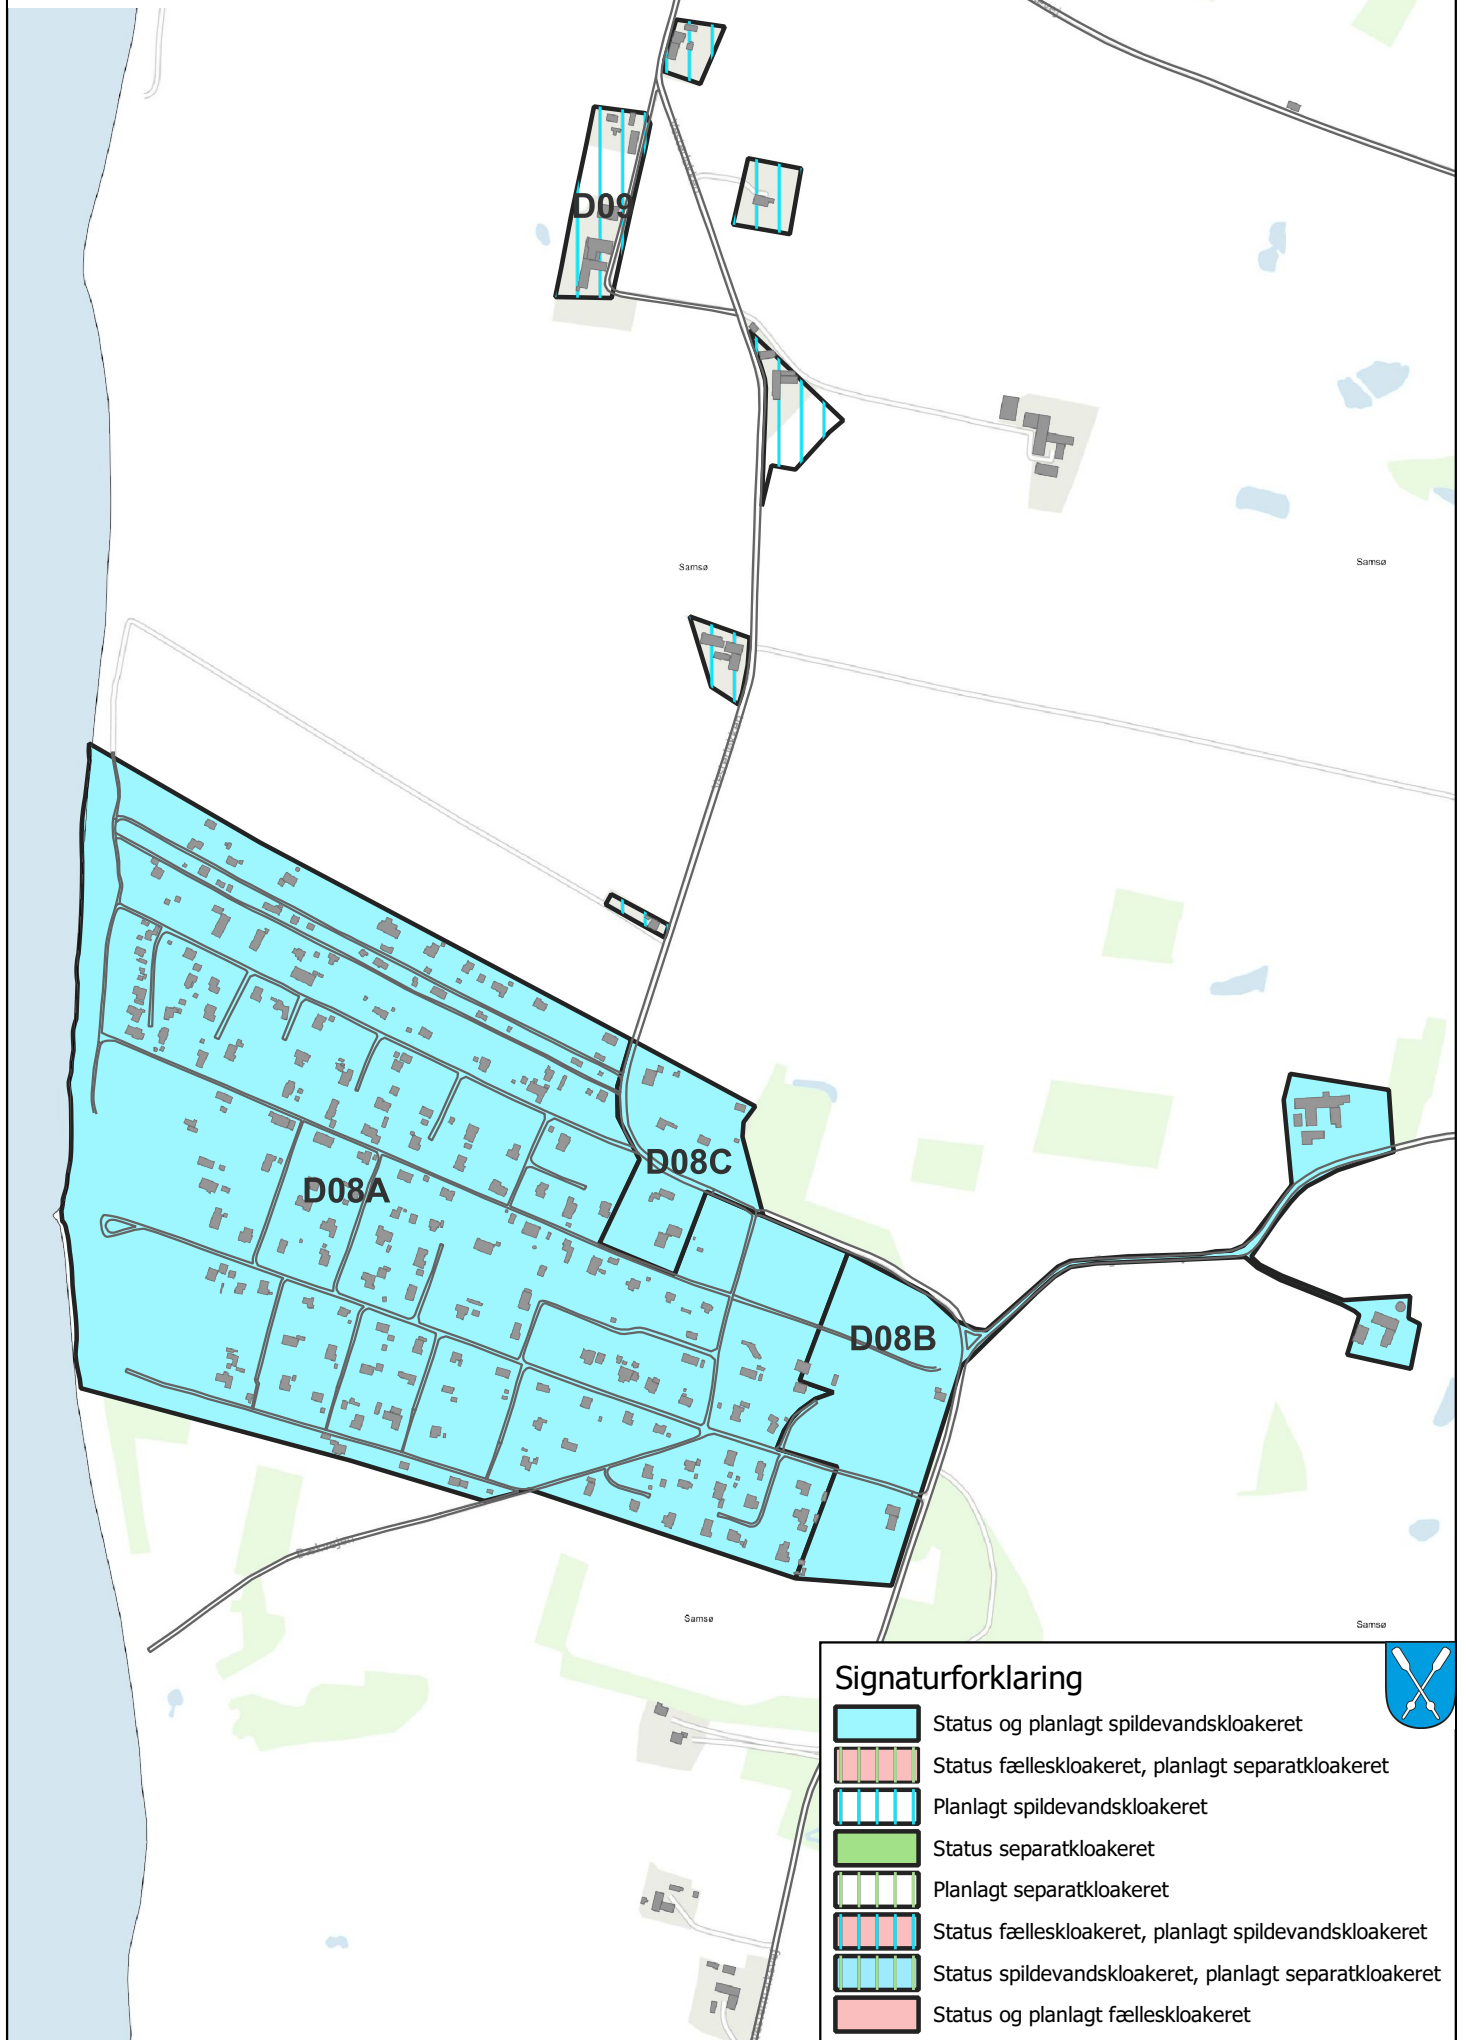 D09
Samsø
Samsø
D08C
D08A
D08B
Samsø
Samsø
Signaturforklaring
Status og planlagt spildevandskloakeret
Status fælleskloakeret, planlagt separatkloakeret
Planlagt spildevandskloakeret
Status separatkloakeret
Planlagt separatkloakeret
Status fælleskloakeret, planlagt spildevandskloakeret
Status spildevandskloakeret, planlagt separatkloakeret
Status og planlagt fælleskloakeret